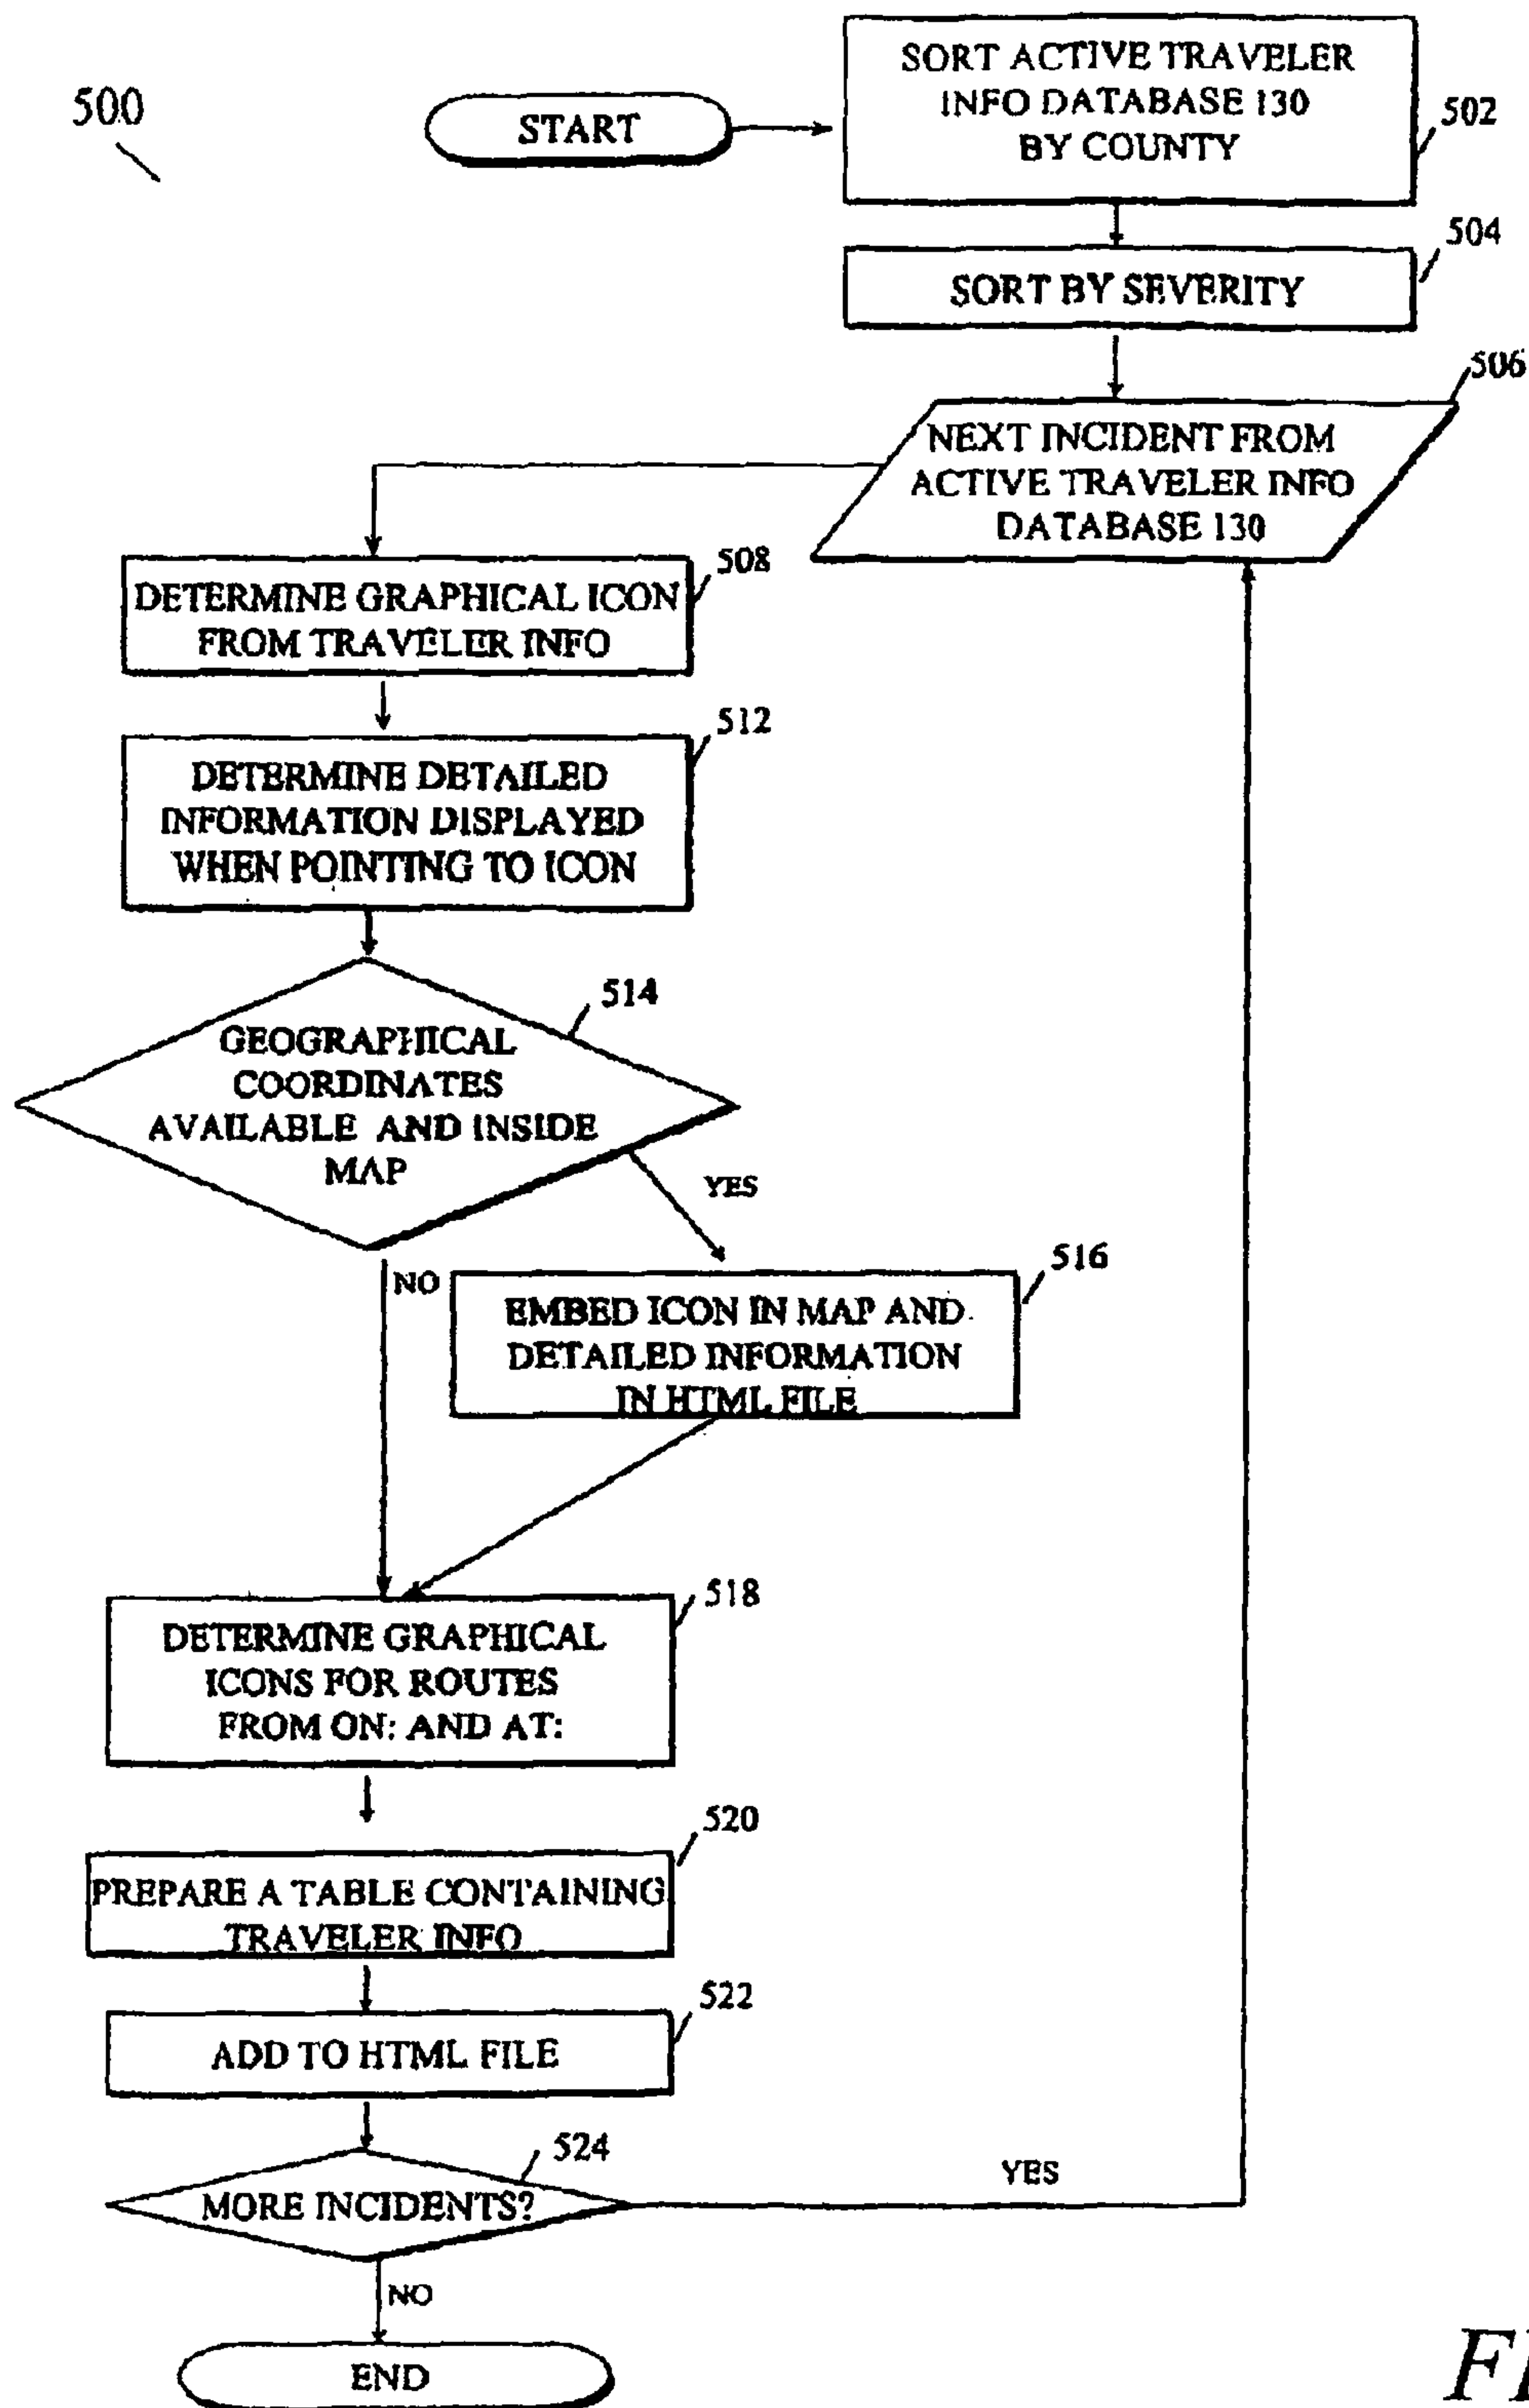 500
START
SORT ACTIVE TRAVELER
INFO DATABASE 130
BY COUNTY
502
SORT BY SEVERITY
504
NEXT INCIDENT FROM
ACTIVE TRAVELER INFO
DATABASE 130
506
DETERMINE GRAPHICAL ICON
FROM TRAVELER INFO
508
DETERMINE DETAILED
INFORMATION DISPLAYED
WHEN POINTING TO ICON
512
GEOGRAPHICAL
COORDINATES
AVAILABLE AND INSIDE
MAP
514
YES
NO
EMBED ICON IN MAP AND
DETAILED INFORMATION
IN HTML FILE
516
DETERMINE GRAPHICAL
ICONS FOR ROUTES
FROM ON: AND AT:
518
PREPARE A TABLE CONTAINING
TRAVELER INFO
520
ADD TO HTML FILE
522
MORE INCIDENTS?
524
YES
NO
END